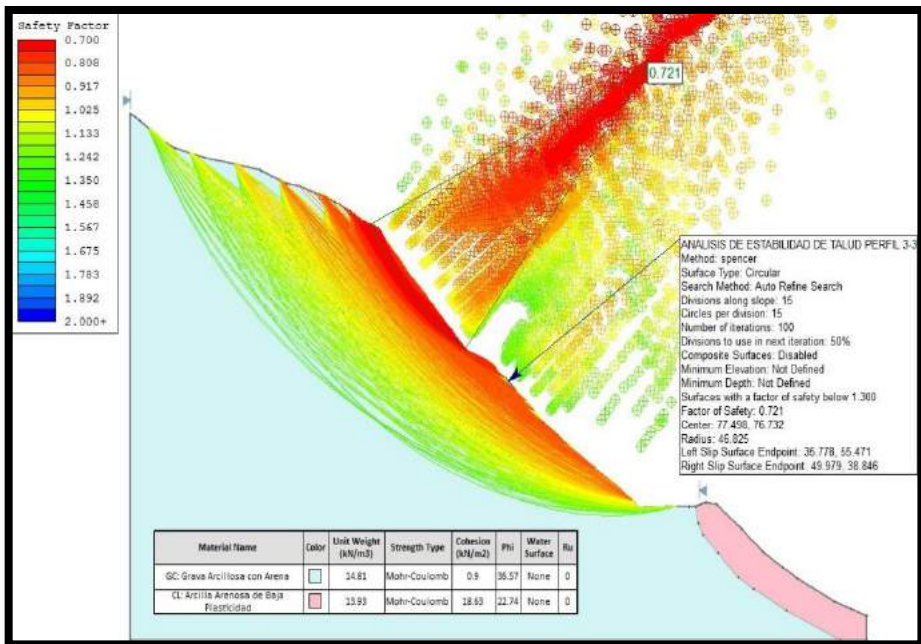 Safety Factor
0.700
0.808
0.917
1.025
1.133
1.242
1.350
1.458
1.567
1.675
1.783
1.892
2.000+
0.721
ANALISIS DE ESTABILIDAD DE TALUD PERFIL 3-3
Method: spencer
Surface Type: Circular
Search Method: Auto Refine Search
Divisions along slope: 15
Circles per division: 15
Number of iterations: 100
Divisions to use in next iteration: 50%
Composite Surfaces: Disabled
Minimum Elevation: Not Defined
Minimum Depth: Not Defined
Surfaces with a factor of safety below 1.300
Factor of Safety: 0.721
Center: 77.498, 76.732
Radius: 46.825
Left Slip Surface Endpoint: 35.778, 55.471
Right Slip Surface Endpoint: 49.979, 38.846
Material Name Color Unit Weight (kN/m3) Strength Type Cohesion (kN/m2) Phi Water Surface Ru
GC: Grava Arcillosa con Arena 14.81 Mohr-Coulomb 0.9 36.57 None 0
CL: Arcilla Arenosa de Baja Plasticidad 13.93 Mohr-Coulomb 18.63 22.74 None 0